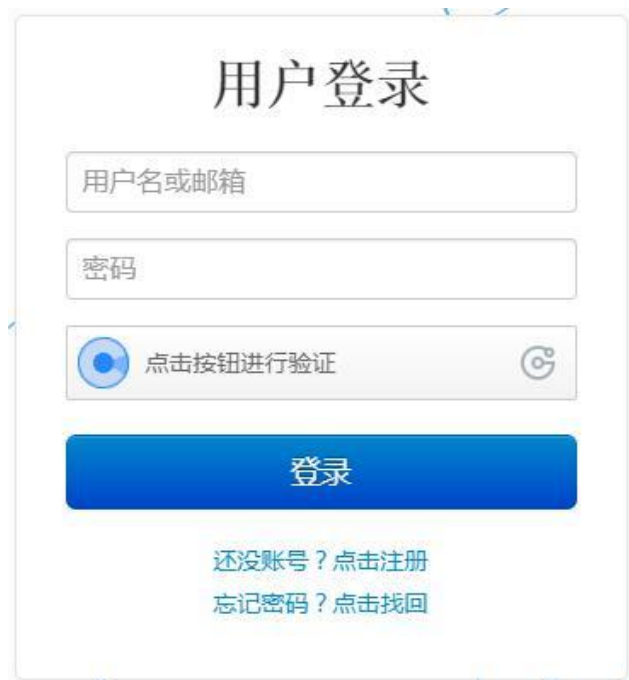 用户登录
用户名或邮箱
密码
点击按钮进行验证
登录
还没账号？点击注册
忘记密码？点击找回